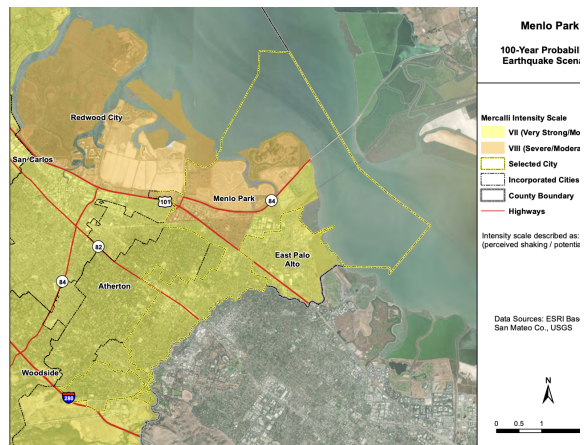 Redwood City
San Carlos
101
Menlo Park
84
82
East Palo
Alto
84
Atherton
Woodside
280
Menlo Park
100-Year Probabil
Earthquake Scena
Mercalli Intensity Scale
VII (Very Strong/Mo
VIII (Severe/Modera
Selected City
Incorporated Cities
County Boundary
Highways
Intensity scale described as:
(perceived shaking / potentia
Data Sources: ESRI Base
San Mateo Co., USGS
N
0 0.5 1